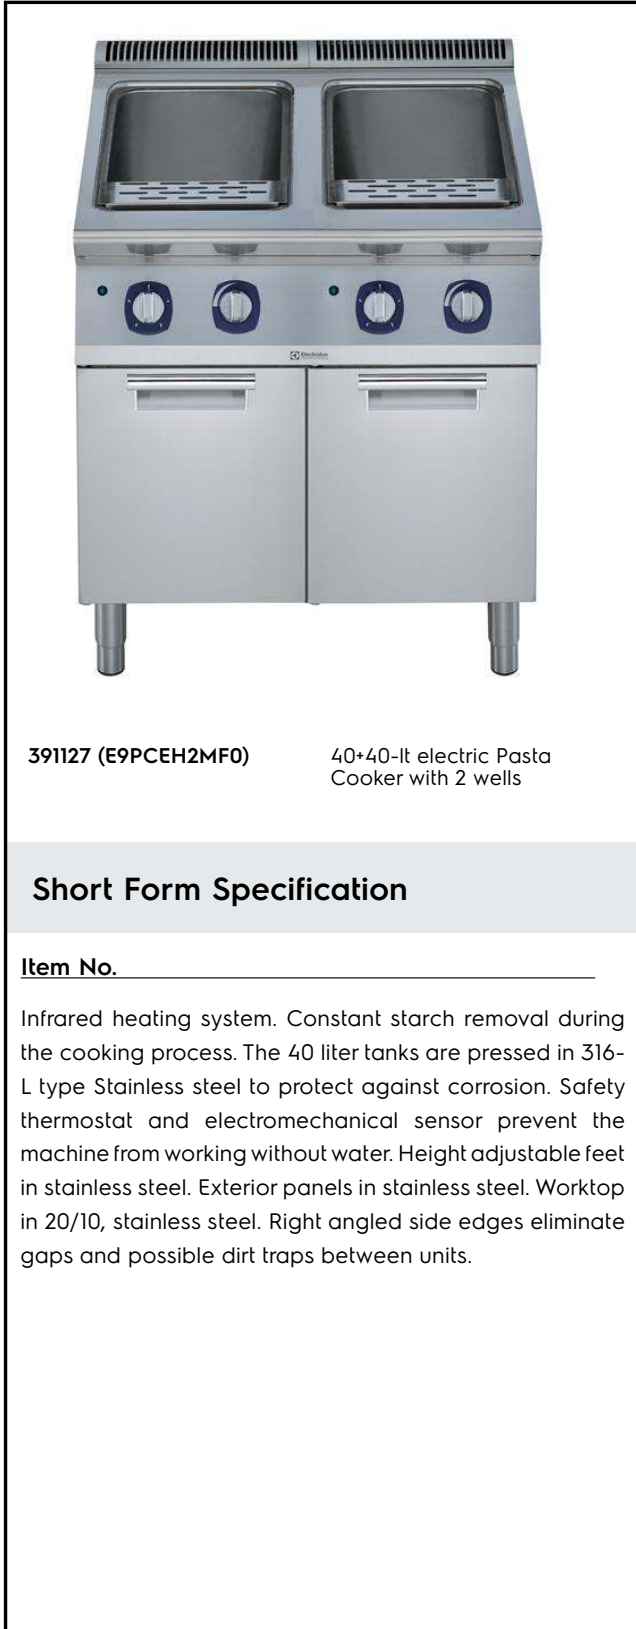 Electrolux
391127 (E9PCEH2MF0)
40+40-lt electric Pasta
Cooker with 2 wells
Short Form Specification
Item No.
Infrared heating system. Constant starch removal during
the cooking process. The 40 liter tanks are pressed in 316-
L type Stainless steel to protect against corrosion. Safety
thermostat and electromechanical sensor prevent the
machine from working without water. Height adjustable feet
in stainless steel. Exterior panels in stainless steel. Worktop
in 20/10, stainless steel. Right angled side edges eliminate
gaps and possible dirt traps between units.